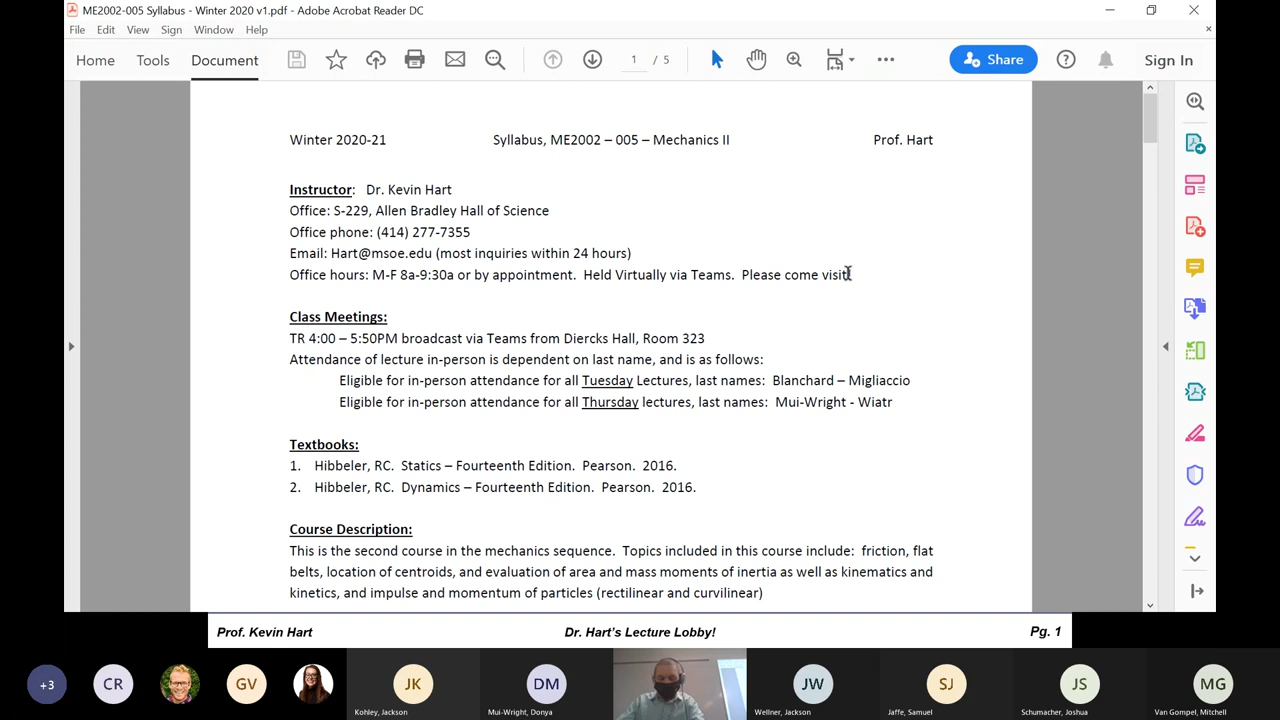 ME2002-005 Syllabus - Winter 2020 v1.pdf - Adobe Acrobat Reader DC
File Edit View Sign Window Help
Home Tools Document 1 / 5 Share Sign In
Winter 2020-21 Syllabus, ME2002 – 005 – Mechanics II Prof. Hart
Instructor: Dr. Kevin Hart
Office: S-229, Allen Bradley Hall of Science
Office phone: (414) 277-7355
Email: Hart@msoe.edu (most inquiries within 24 hours)
Office hours: M-F 8a-9:30a or by appointment. Held Virtually via Teams. Please come visit
Class Meetings:
TR 4:00 – 5:50PM broadcast via Teams from Diercks Hall, Room 323
Attendance of lecture in-person is dependent on last name, and is as follows:
Eligible for in-person attendance for all Tuesday Lectures, last names: Blanchard – Migliaccio
Eligible for in-person attendance for all Thursday lectures, last names: Mui-Wright - Wiatr
Textbooks:
1. Hibbeler, RC. Statics – Fourteenth Edition. Pearson. 2016.
2. Hibbeler, RC. Dynamics – Fourteenth Edition. Pearson. 2016.
Course Description:
This is the second course in the mechanics sequence. Topics included in this course include: friction, flat
belts, location of centroids, and evaluation of area and mass moments of inertia as well as kinematics and
kinetics, and impulse and momentum of particles (rectilinear and curvilinear)
Prof. Kevin Hart Dr. Hart's Lecture Lobby! Pg. 1
+3 CR GV JK DM JW SJ JS MG
Kohley, Jackson Mui-Wright, Donya Wellner, Jackson Jaffe, Samuel Schumacher, Joshua Van Gompel, Mitchell